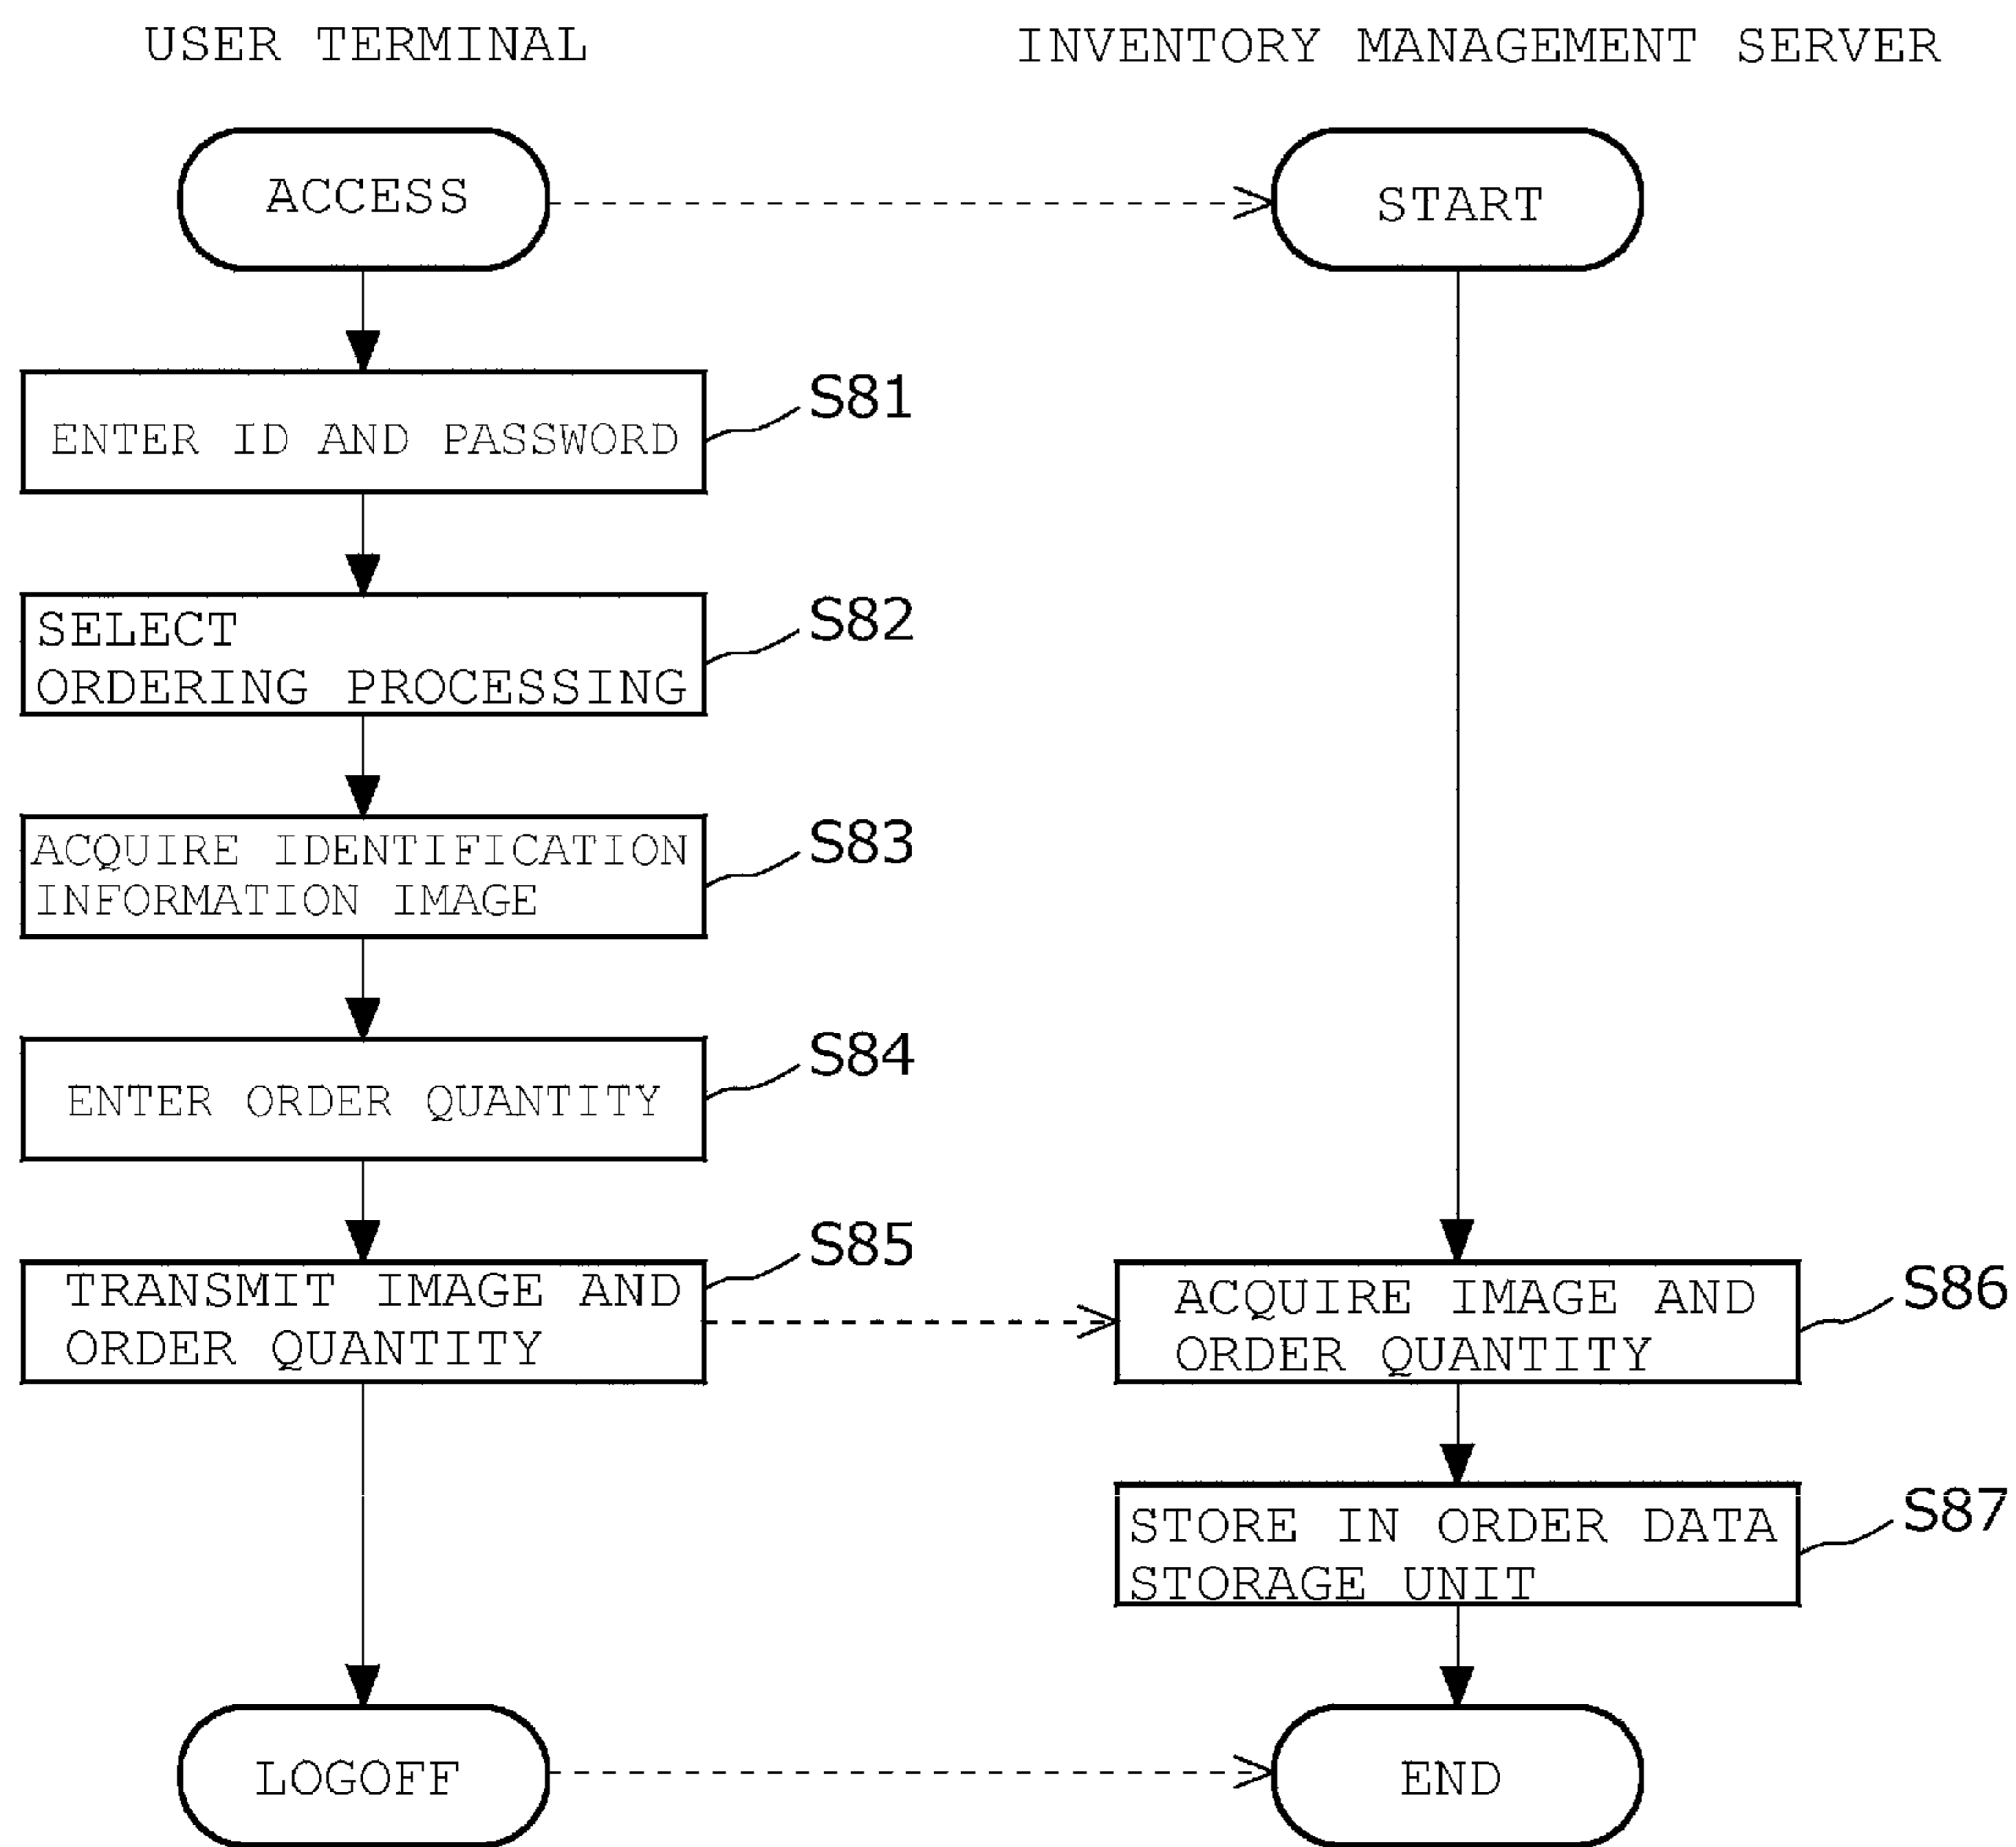 USER TERMINAL
INVENTORY MANAGEMENT SERVER
ACCESS
START
ENTER ID AND PASSWORD
S81
SELECT
ORDERING PROCESSING
S82
ACQUIRE IDENTIFICATION
INFORMATION IMAGE
S83
ENTER ORDER QUANTITY
S84
TRANSMIT IMAGE AND
ORDER QUANTITY
S85
ACQUIRE IMAGE AND
ORDER QUANTITY
S86
STORE IN ORDER DATA
STORAGE UNIT
S87
LOGOFF
END